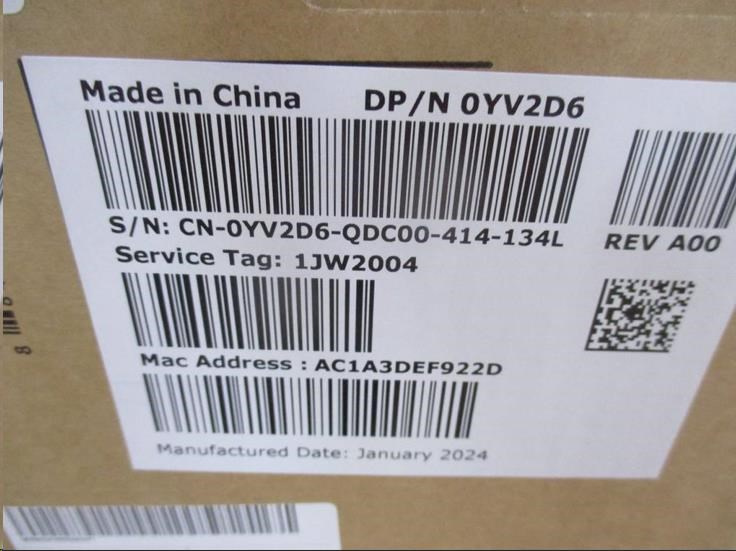 Made in China DP/N 0YV2D6
S/N: CN-0YV2D6-QDC00-414-134L REV A00
Service Tag: 1JW2004
Mac Address : AC1A3DEF922D
Manufactured Date: January 2024
8